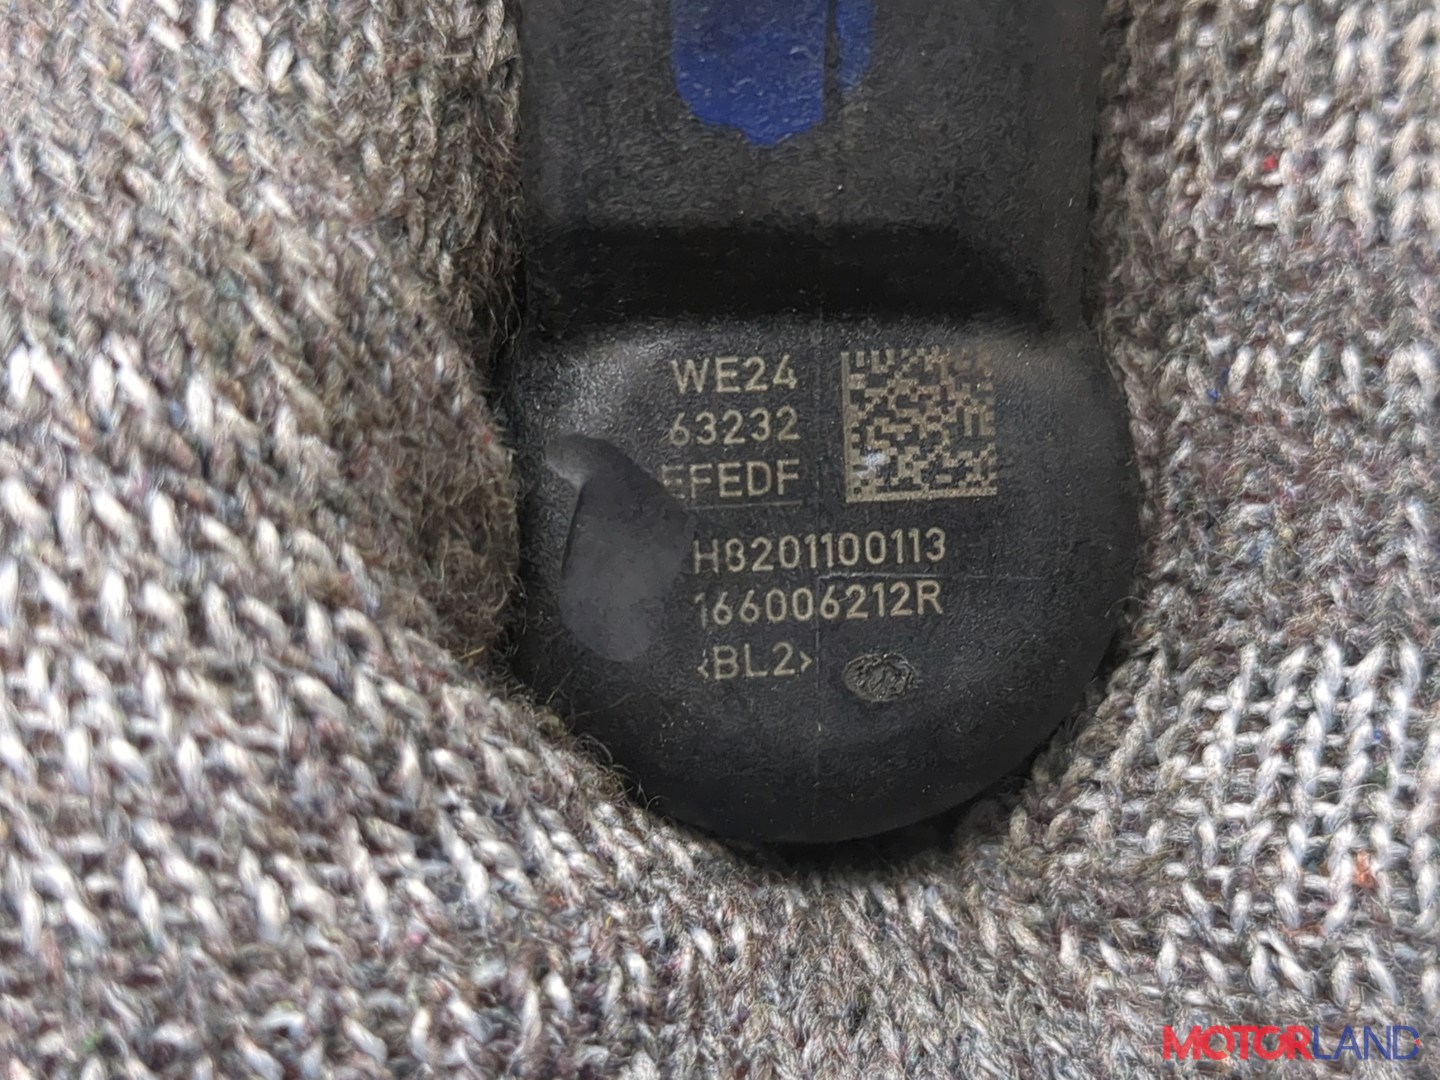 WE24
63232
EFEDF
H8201100113
166006212R
<BL2>
MOTORLAND